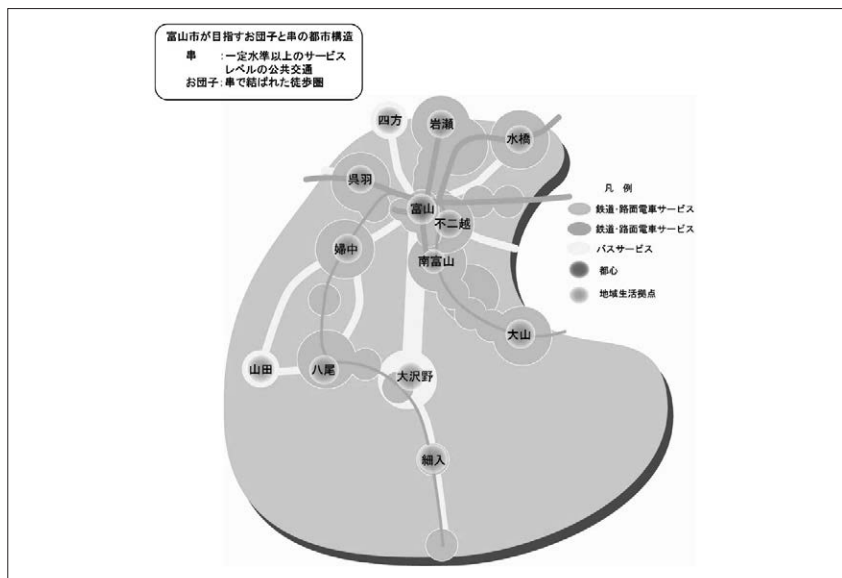 富山市が目指すお団子と串の都市構造
串　：一定水準以上のサービス
レベルの公共交通
お団子：串で結ばれた徒歩圏
四方
岩瀬
水橋
呉羽
富山
不二越
婦中
南富山
大山
山田
八尾
大沢野
細入
凡　例
鉄道・路面電車サービス
鉄道・路面電車サービス
バスサービス
都心
地域生活拠点